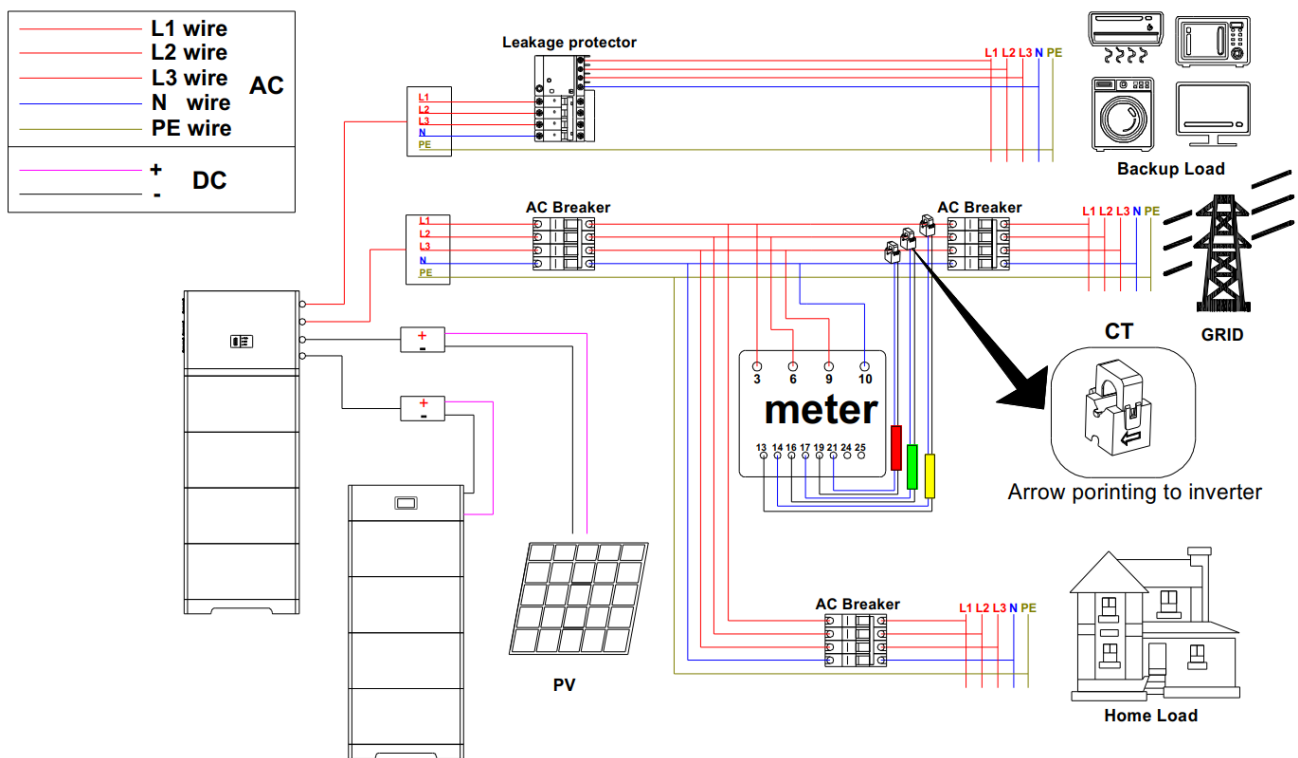 L1 wire
L2 wire
L3 wire
N wire
PE wire
AC
+
-
DC
Leakage protector
L1
L2
L3
N
PE
L1 L2 L3 N PE
Backup Load
AC Breaker
AC Breaker
L1
L2
L3
N
PE
L1 L2 L3 N PE
GRID
CT
Arrow porinting to inverter
+
-
+
-
3 6 9 10
meter
13 14 16 17 19 21 24 25
PV
AC Breaker
L1 L2 L3 N PE
Home Load